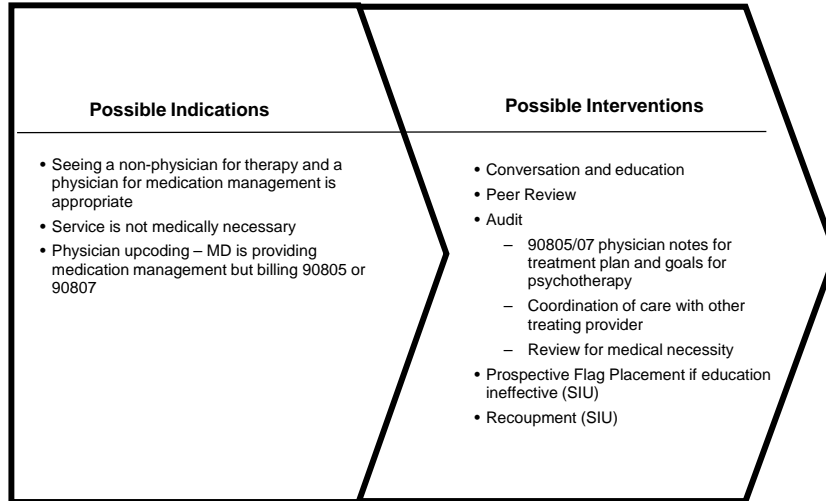 Possible Indications
• Seeing a non-physician for therapy and a
physician for medication management is
appropriate
• Service is not medically necessary
• Physician upcoding – MD is providing
medication management but billing 90805 or
90807
Possible Interventions
• Conversation and education
• Peer Review
• Audit
– 90805/07 physician notes for
treatment plan and goals for
psychotherapy
– Coordination of care with other
treating provider
– Review for medical necessity
• Prospective Flag Placement if education
ineffective (SIU)
• Recoupment (SIU)